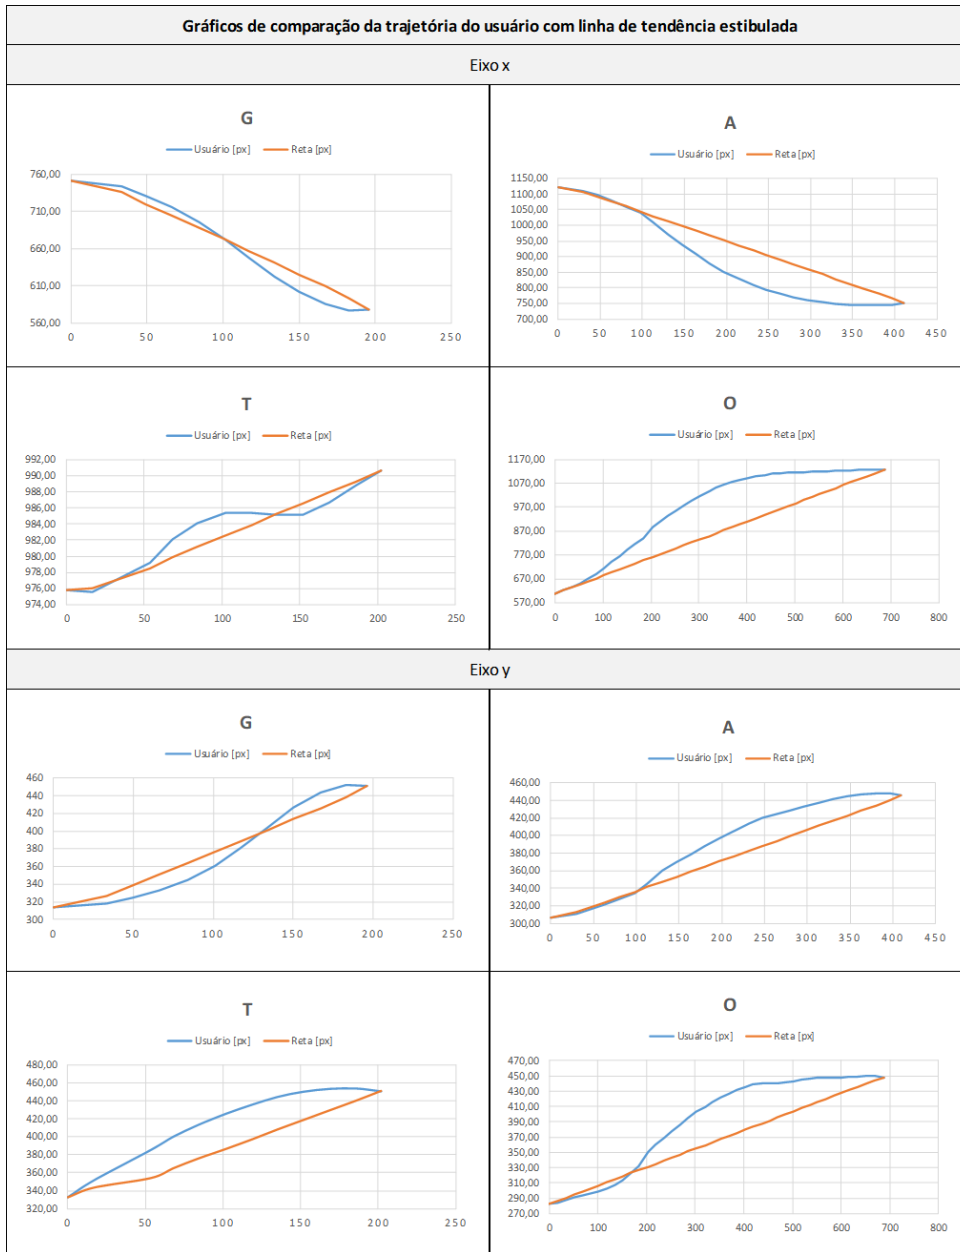 Gráficos de comparação da trajetória do usuário com linha de tendência estibulada
Eixo x
G
Usuário [px] Reta [px]
760,00
710,00
660,00
610,00
560,00
0 50 100 150 200 250
A
Usuário [px] Reta [px]
1150,00
1100,00
1050,00
1000,00
950,00
900,00
850,00
800,00
750,00
700,00
0 50 100 150 200 250 300 350 400 450
T
Usuário [px] Reta [px]
992,00
990,00
988,00
986,00
984,00
982,00
980,00
978,00
976,00
974,00
0 50 100 150 200 250
O
Usuário [px] Reta [px]
1170,00
1070,00
970,00
870,00
770,00
670,00
570,00
0 100 200 300 400 500 600 700 800
Eixo y
G
Usuário [px] Reta [px]
460
440
420
400
380
360
340
320
300
0 50 100 150 200 250
A
Usuário [px] Reta [px]
460,00
440,00
420,00
400,00
380,00
360,00
340,00
320,00
300,00
0 50 100 150 200 250 300 350 400 450
T
Usuário [px] Reta [px]
480,00
460,00
440,00
420,00
400,00
380,00
360,00
340,00
320,00
0 50 100 150 200 250
O
Usuário [px] Reta [px]
470,00
450,00
430,00
410,00
390,00
370,00
350,00
330,00
310,00
290,00
270,00
0 100 200 300 400 500 600 700 800